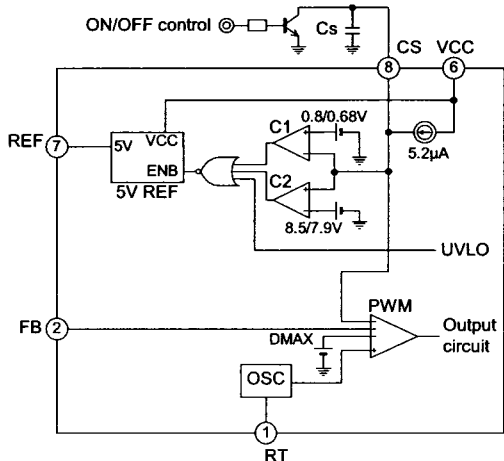 ON/OFF control
Cs
CS VCC
8 6
0.8/0.68V
REF
7
5V
VCC
ENB
5V REF
C1
C2
5.2μA
8.5/7.9V
UVLO
PWM
FB 2
DMAX
Output
circuit
OSC
1
RT